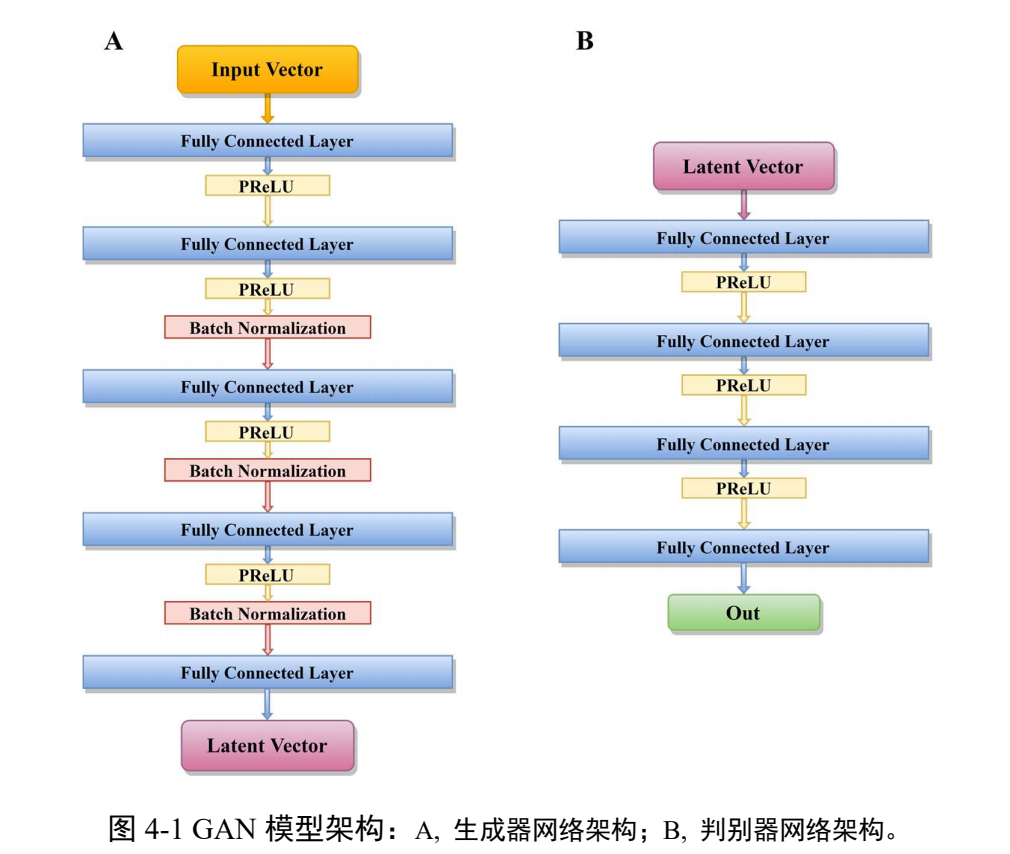 A
Input Vector
Fully Connected Layer
PReLU
Fully Connected Layer
PReLU
Batch Normalization
Fully Connected Layer
PReLU
Batch Normalization
Fully Connected Layer
PReLU
Batch Normalization
Fully Connected Layer
Latent Vector
B
Latent Vector
Fully Connected Layer
PReLU
Fully Connected Layer
PReLU
Fully Connected Layer
PReLU
Fully Connected Layer
Out
图 4-1 GAN 模型架构：A, 生成器网络架构；B, 判别器网络架构。